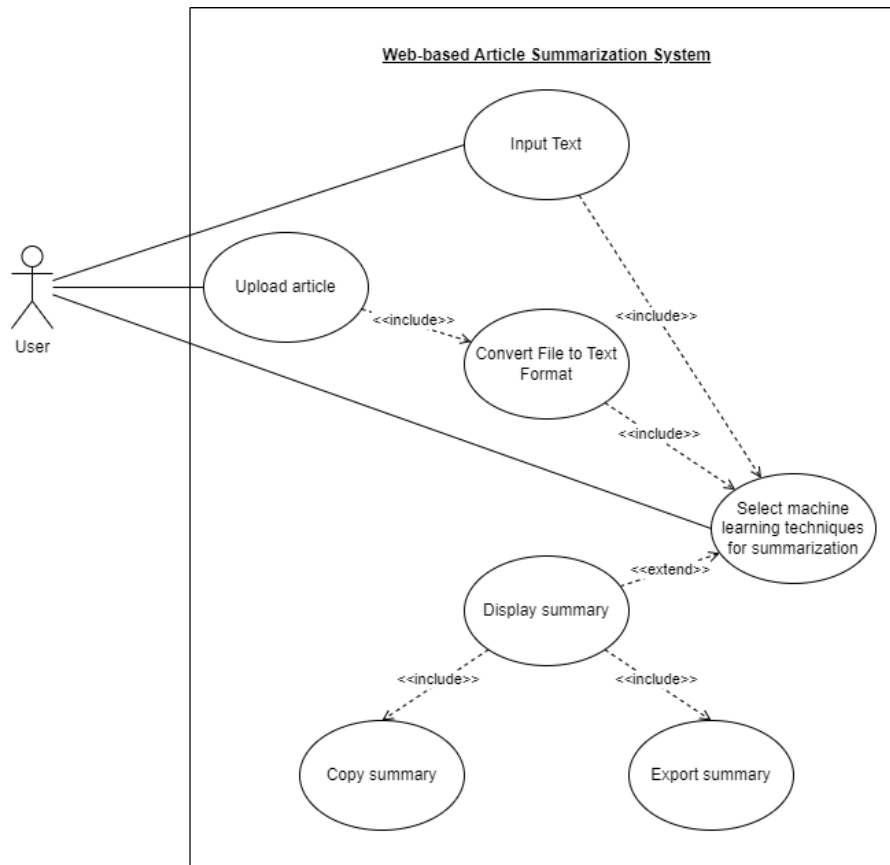 Web-based Article Summarization System
Input Text
Upload article
<<include>>
<<include>>
User
Convert File to Text
Format
<<include>>
Select machine
learning techniques
for summarization
<<extend>>
Display summary
<<include>>
<<include>>
Copy summary
Export summary